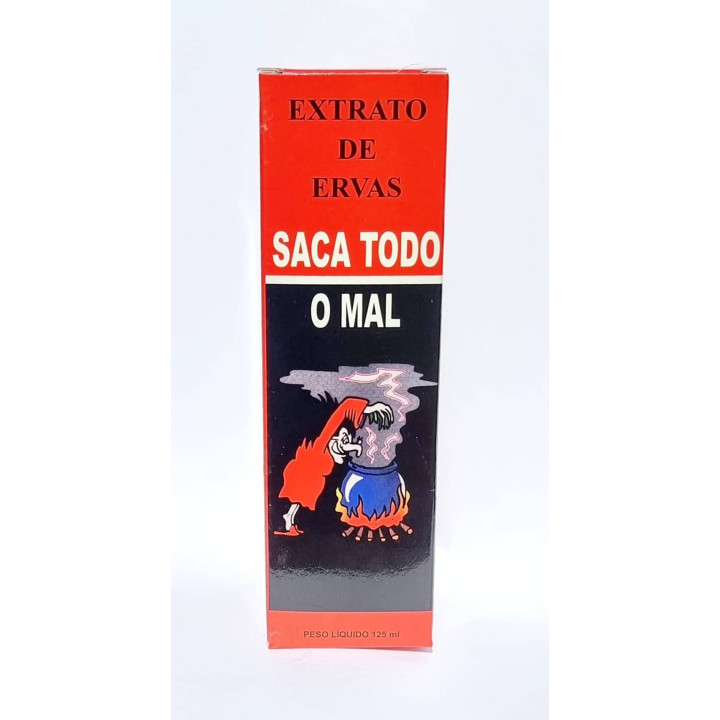 EXTRATO
DE
ERVAS
SACA TODO
O MAL
PESO LÍQUIDO 125 ml